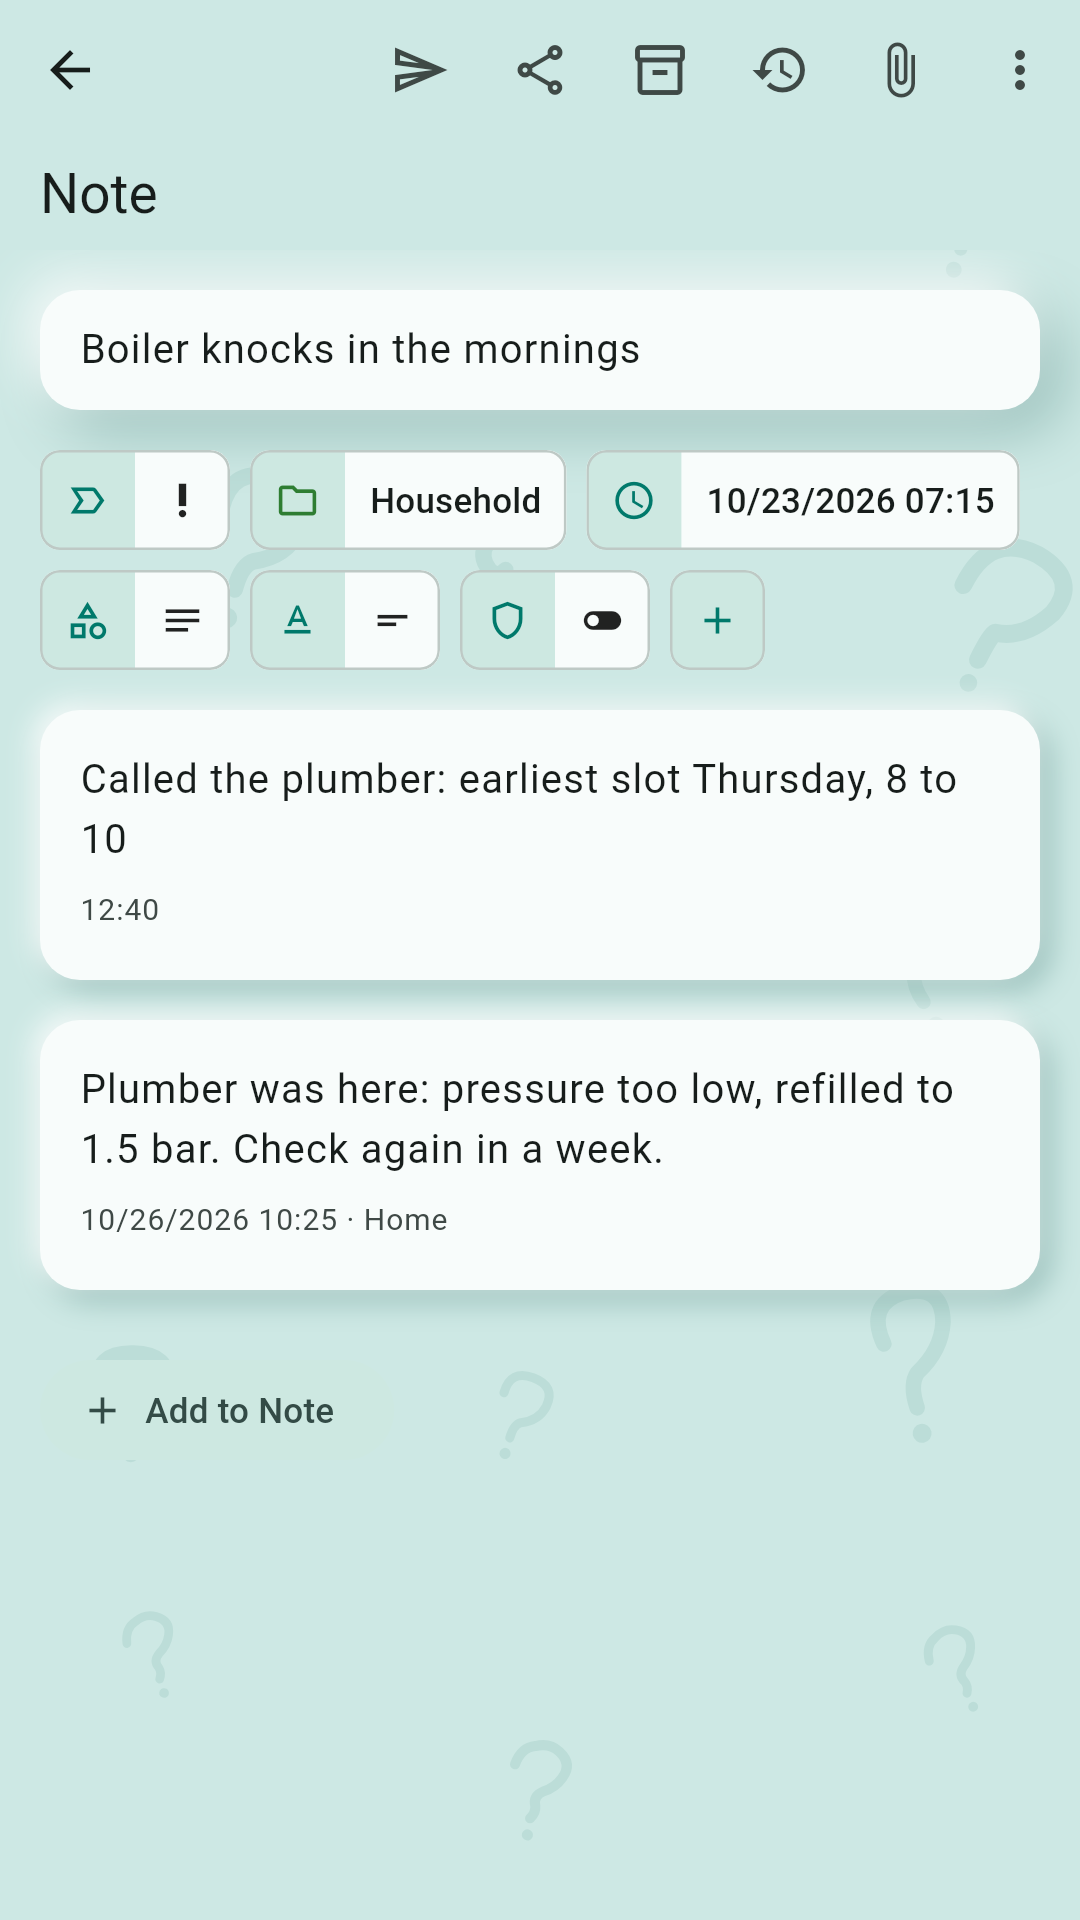 Note
Boiler knocks in the mornings
Household
10/23/2026 07:15
Called the plumber: earliest slot Thursday, 8 to
10
12:40
Plumber was here: pressure too low, refilled to
1.5 bar. Check again in a week.
10/26/2026 10:25 · Home
Add to Note